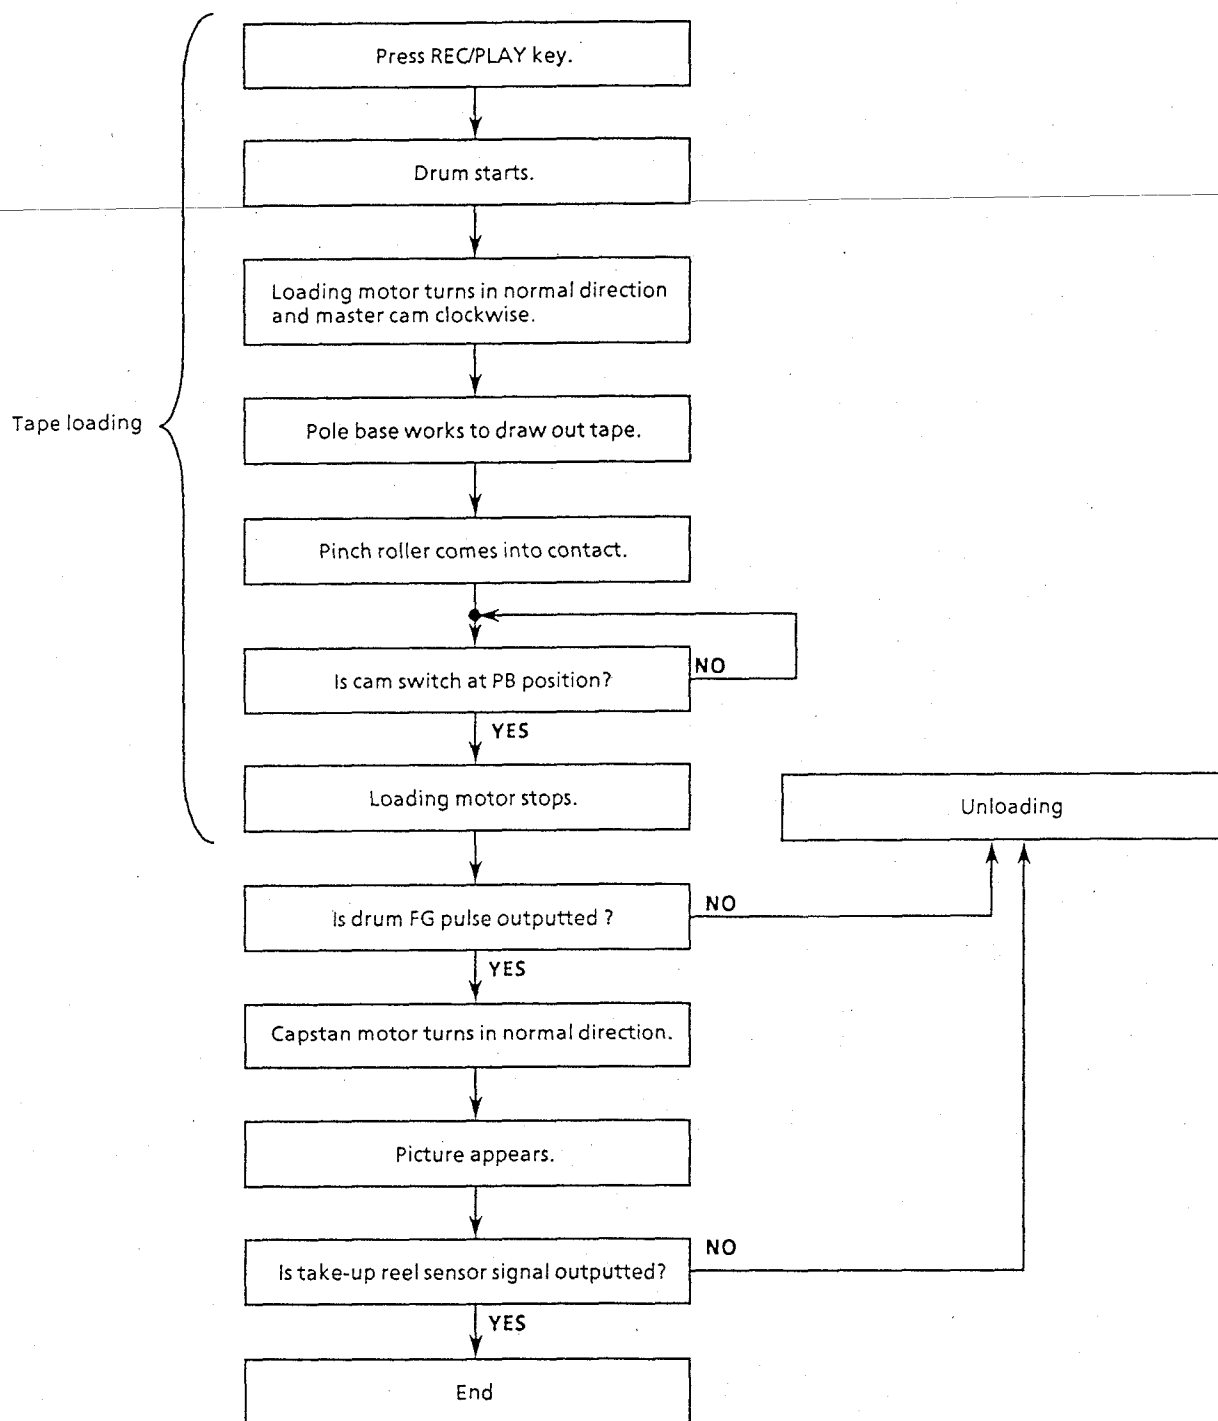 Press REC/PLAY key.
Drum starts.
Loading motor turns in normal direction
and master cam clockwise.
Tape loading
Pole base works to draw out tape.
Pinch roller comes into contact.
Is cam switch at PB position?
NO
YES
Loading motor stops.
Unloading
Is drum FG pulse outputted ?
NO
YES
Capstan motor turns in normal direction.
Picture appears.
Is take-up reel sensor signal outputted?
NO
YES
End